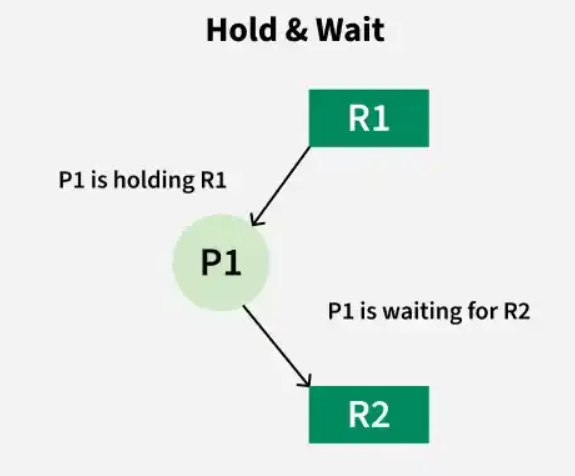 Hold & Wait
R1
P1 is holding R1
P1
P1 is waiting for R2
R2